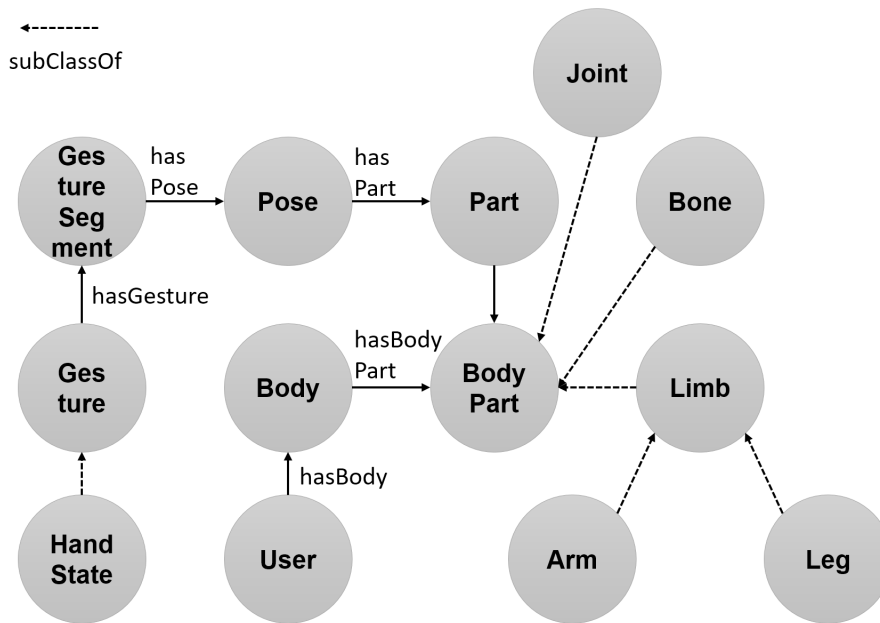 subClassOf
Joint
Ges
ture
Seg
ment
has
Pose
Pose
has
Part
Part
Bone
hasGesture
Ges
ture
Body
hasBody
Part
Body
Part
Limb
hasBody
Hand
State
User
Arm
Leg